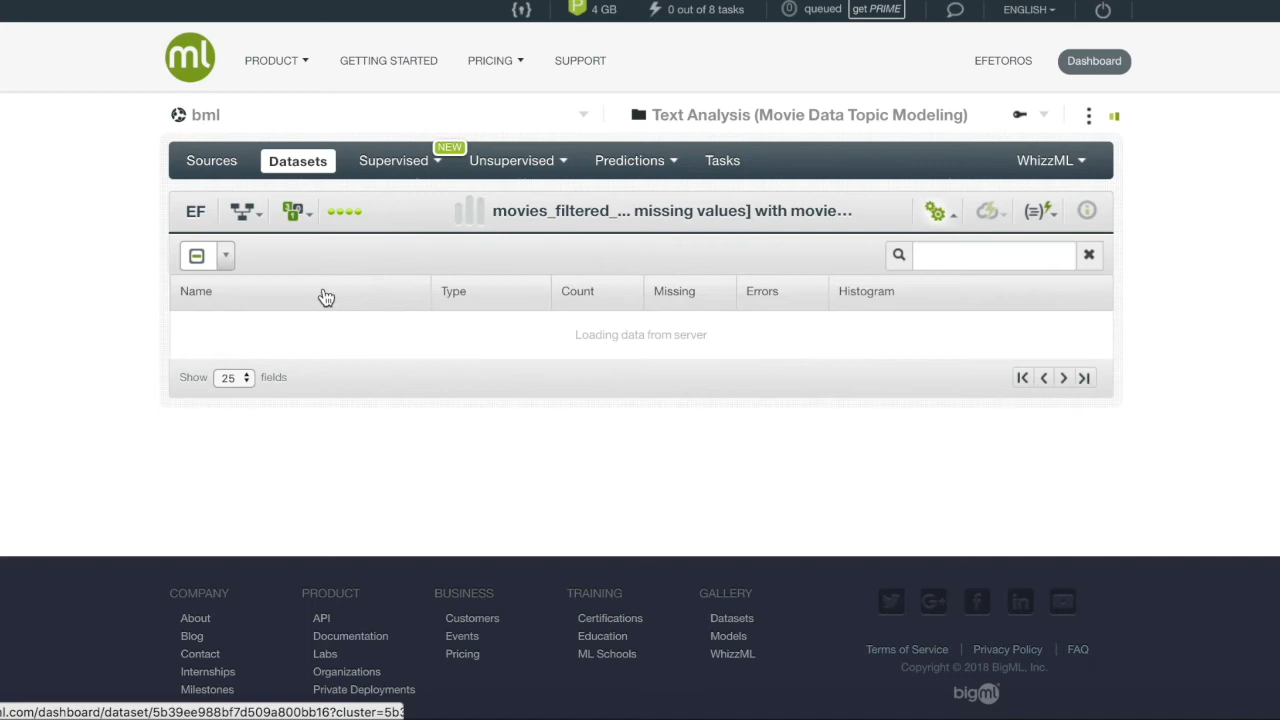 4 GB 0 out of 8 tasks 0 queued get PRIME ENGLISH
ml PRODUCT GETTING STARTED PRICING SUPPORT EFETOROS Dashboard
bml Text Analysis (Movie Data Topic Modeling)
NEW
Sources Datasets Supervised Unsupervised Predictions Tasks WhizzML
EF movies_filtered_... missing values] with movie...
Name Type Count Missing Errors Histogram
Loading data from server
Show 25 fields
COMPANY PRODUCT BUSINESS TRAINING GALLERY
About API Customers Certifications Datasets
Blog Documentation Events Education Models
Contact Labs Pricing ML Schools WhizzML
Terms of Service | Privacy Policy | FAQ
Copyright © 2018 BigML, Inc.
Internships Organizations
Milestones Private Deployments
bigml
nl.com/dashboard/dataset/5b39ee988bf7d509a800bb16?cluster=5b3